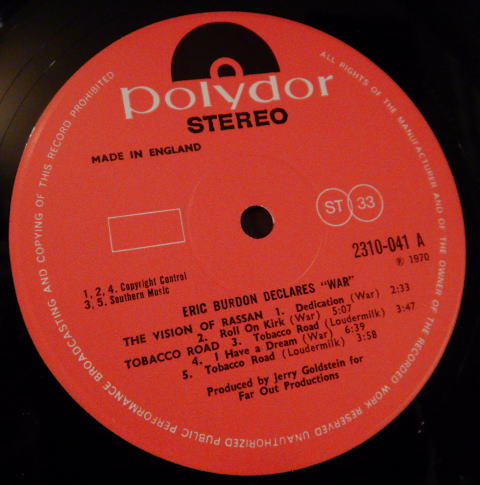 polydor
STEREO
MADE IN ENGLAND
ST 33
2310-041 A
℗ 1970
1, 2, 4. Copyright Control
3, 5. Southern Music
ERIC BURDON DECLARES "WAR"
THE VISION OF RASSAN 1. Dedication (War) 2:33
2. Roll On Kirk (War) 5:07
TOBACCO ROAD 3. Tobacco Road (Loudermilk) 3:47
4. I Have a Dream (War) 6:39
5. Tobacco Road (Loudermilk) 3:58
Produced by Jerry Goldstein for
Far Out Productions
ALL RIGHTS OF THE MANUFACTURER AND OF THE OWNER OF THE RECORDED WORK RESERVED UNAUTHORIZED PUBLIC PERFORMANCE BROADCASTING AND COPYING OF THIS RECORD PROHIBITED